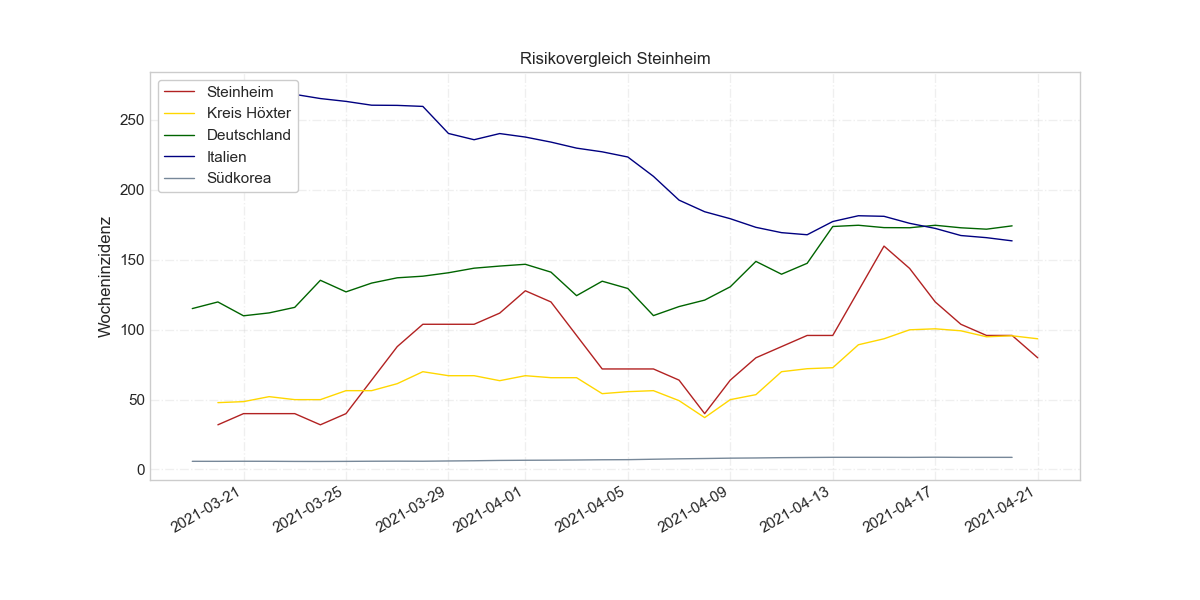 Risikovergleich Steinheim
Steinheim
Kreis Höxter
Deutschland
Italien
Südkorea
Wocheninzidenz
250
200
150
100
50
0
2021-03-21
2021-03-25
2021-03-29
2021-04-01
2021-04-05
2021-04-09
2021-04-13
2021-04-17
2021-04-21